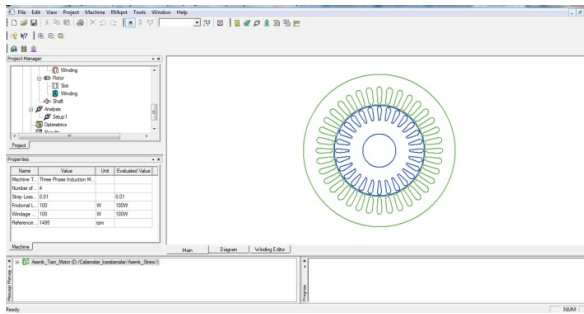 File Edit View Project Machine RMxprt Tools Window Help
Project Manager
Winding
Rotor
Slot
Winding
Shaft
Analysis
Setup1
Optimetrics
Results
Project
Properties
Name Value Unit Evaluated Value
Machine T... Three Phase Induction M...
Number of... 4
Stray Loss... 0.01 0.01
Frictional L... 100 W 100W
Windage ... 100 W 100W
Reference... 1495 rpm
Machine
Main Diagram Winding Editor
Message Manager
Progress
Ready
NUM